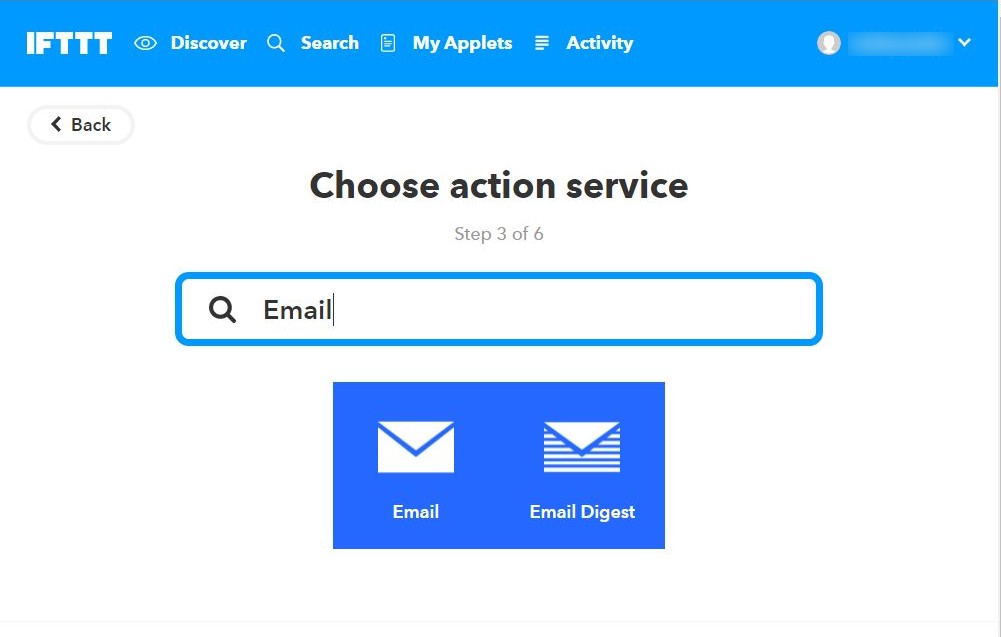 IFTTT Discover Search My Applets Activity
Back
Choose action service
Step 3 of 6
Email
Email Email Digest